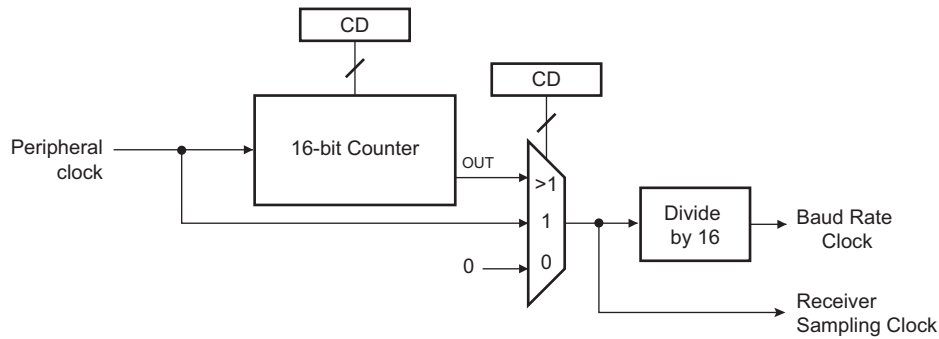 CD
CD
Peripheral
clock
16-bit Counter
OUT
>1
1
0
0
Divide
by 16
Baud Rate
Clock
Receiver
Sampling Clock